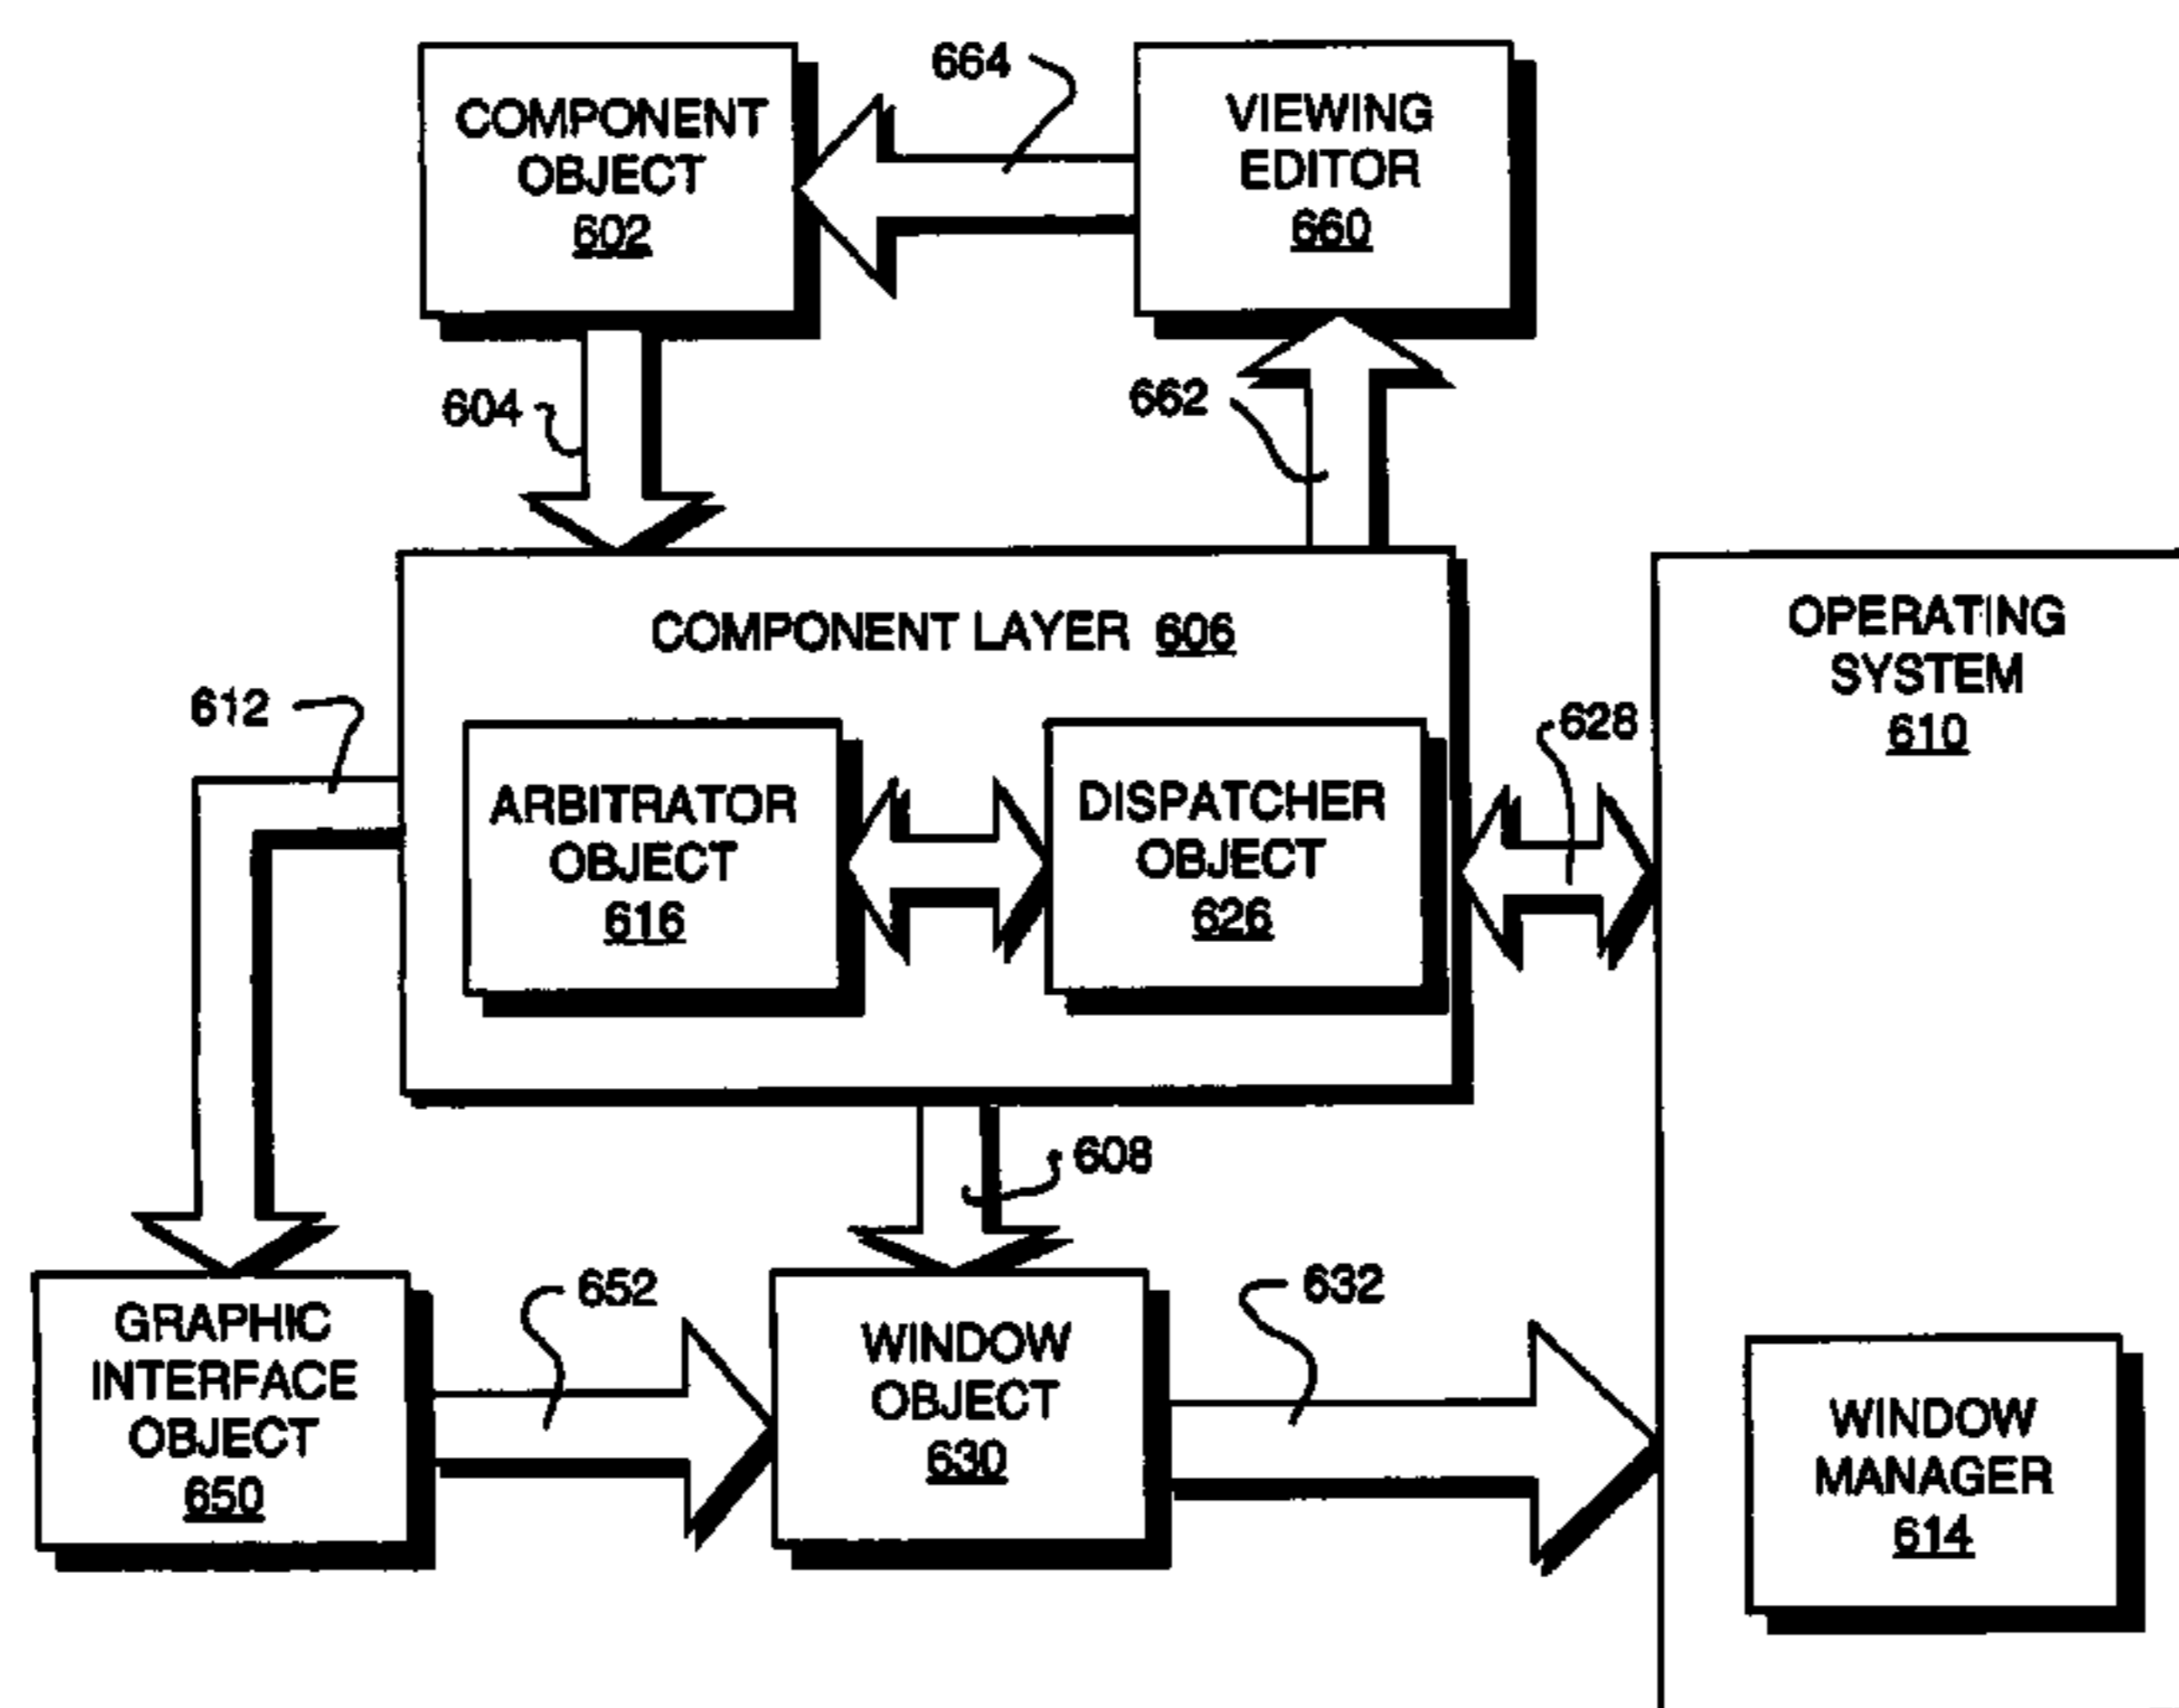 COMPONENT
OBJECT
602
664
VIEWING
EDITOR
660
604
662
COMPONENT LAYER 606
OPERATING
SYSTEM
610
612
628
ARBITRATOR
OBJECT
616
DISPATCHER
OBJECT
626
608
GRAPHIC
INTERFACE
OBJECT
650
652
WINDOW
OBJECT
630
632
WINDOW
MANAGER
614